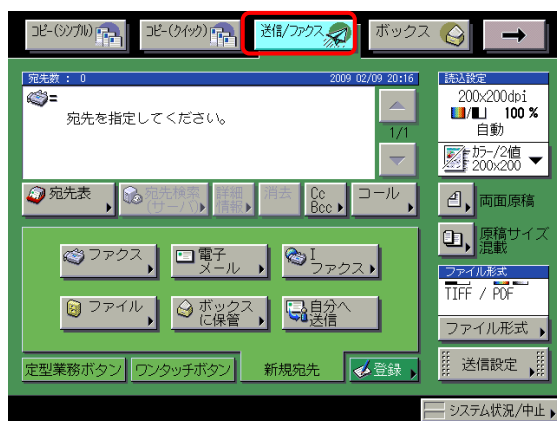 コピー(シンプル)
コピー(クイック)
送信/ファクス
ボックス
宛先数 : 0
2009 02/09 20:16
宛先を指定してください。
1/1
宛先表
宛先検索
(サーバ)
詳細
情報
消去
Cc
Bcc
コール
ファクス
電子
メール
I
ファクス
ファイル
ボックス
に保管
自分へ
送信
定型業務ボタン
ワンタッチボタン
新規宛先
登録
読込設定
200×200dpi
100 %
自動
カラー/2値
200×200
両面原稿
原稿サイズ
混載
ファイル形式
TIFF / PDF
ファイル形式
送信設定
システム状況/中止